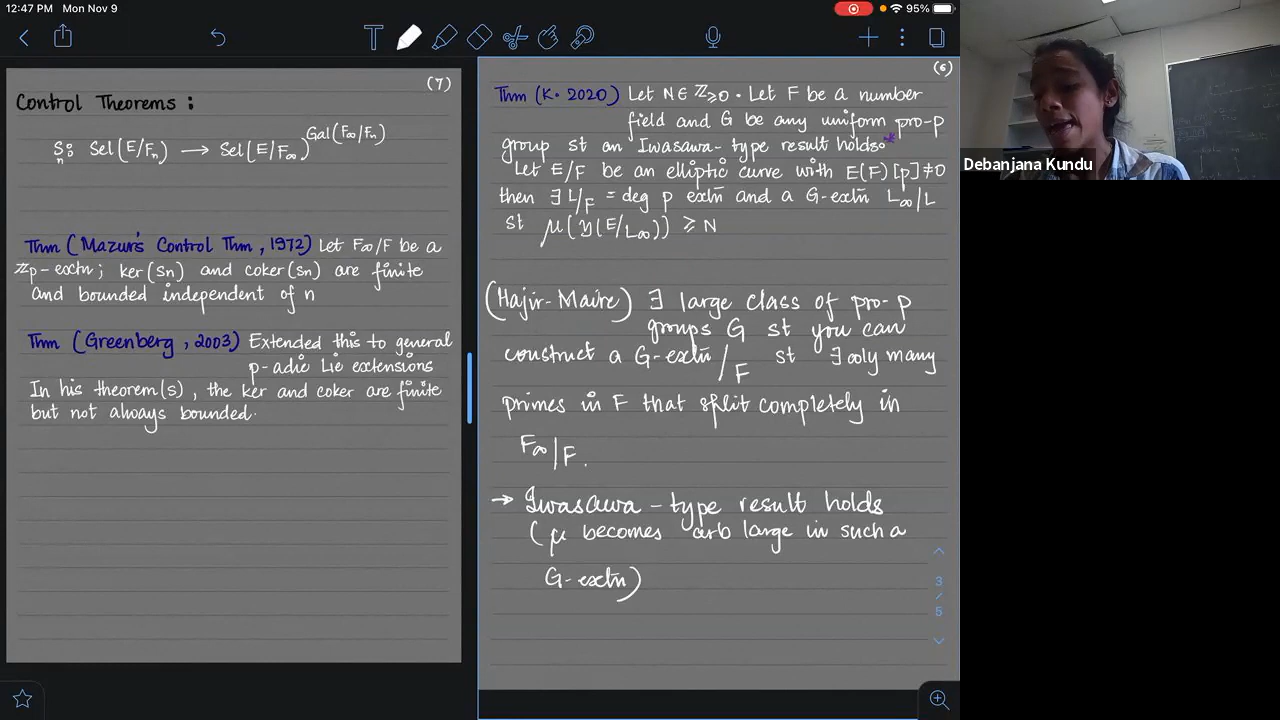 12:47 PM Mon Nov 9
95%
(7)
Control Theorems :
Sn: Sel(E/Fn) → Sel(E/F∞)^Gal(F∞/Fn)
Thm (Mazur's Control Thm, 1972) Let F∞/F be a
ℤp-extn; ker(Sn) and coker(Sn) are finite
and bounded independent of n
Thm (Greenberg, 2003) Extended this to general
p-adic Lie extensions
In his theorem(s), the ker and coker are finite
but not always bounded.
(6)
Thm (K. 2020) Let N ∈ ℤ≥0. Let F be a number
field and G be any uniform pro-p
group st an Iwasawa-type result holds.*
Let E/F be an elliptic curve with E(F)[p]≠0
then ∃ L/F = deg p extn and a G-extn L∞/L
st μ(Y(E/L∞)) ≥ N
(Hajir-Maire) ∃ large class of pro-p
groups G st you can
construct a G-extn/F st ∃ ∞ly many
primes in F that split completely in
F∞/F.
→ Iwasawa-type result holds
(μ becomes arb large in such a
G-extn)
3
/
5
Debanjana Kundu